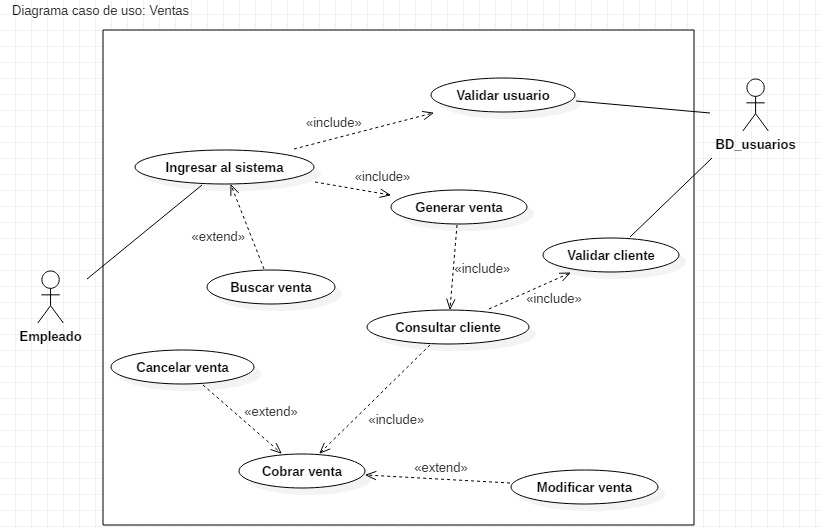 Diagrama caso de uso: Ventas
Validar usuario
«include»
BD_usuarios
Ingresar al sistema
«include»
Generar venta
«extend»
Validar cliente
«include»
Buscar venta
«include»
Consultar cliente
Empleado
Cancelar venta
«extend»
«include»
Cobrar venta
«extend»
Modificar venta